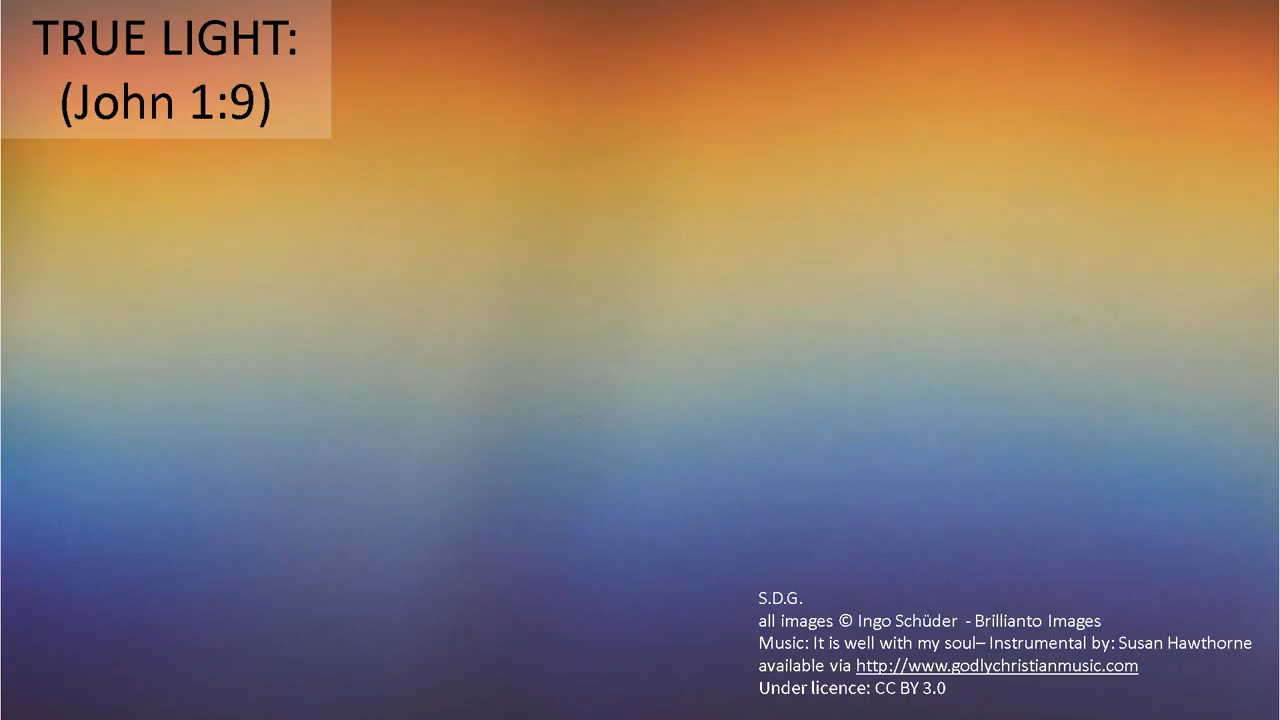 TRUE LIGHT:
(John 1:9)
S.D.G.
all images © Ingo Schüder - Brillianto Images
Music: It is well with my soul– Instrumental by: Susan Hawthorne
available via http://www.godlychristianmusic.com
Under licence: CC BY 3.0